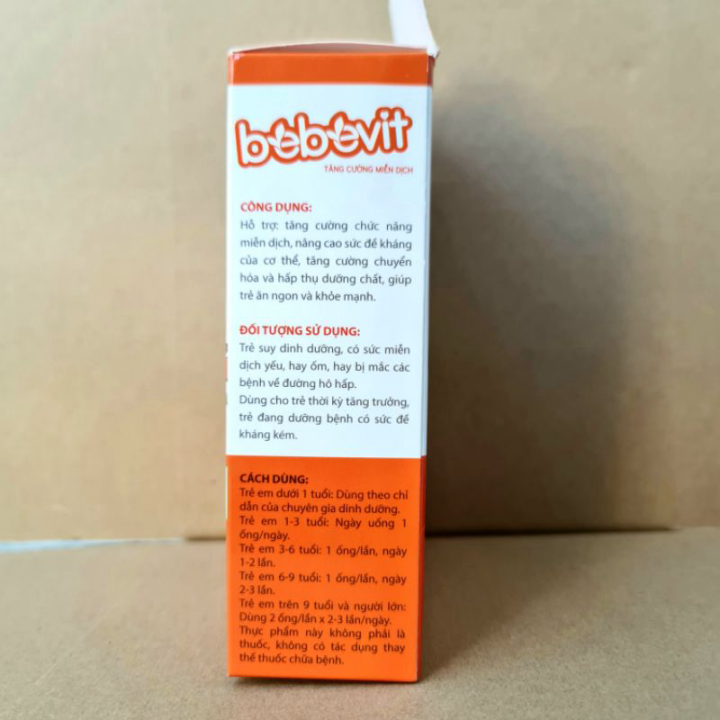 bebevit
TĂNG CƯỜNG MIỄN DỊCH
CÔNG DỤNG:
Hỗ trợ: tăng cường chức năng
miễn dịch, nâng cao sức đề kháng
của cơ thể, tăng cường chuyển
hóa và hấp thụ dưỡng chất, giúp
trẻ ăn ngon và khỏe mạnh.
ĐỐI TƯỢNG SỬ DỤNG:
Trẻ suy dinh dưỡng, có sức miễn
dịch yếu, hay ốm, hay bị mắc các
bệnh về đường hô hấp.
Dùng cho trẻ thời kỳ tăng trưởng,
trẻ đang dưỡng bệnh có sức đề
kháng kém.
CÁCH DÙNG:
Trẻ em dưới 1 tuổi: Dùng theo chỉ
dẫn của chuyên gia dinh dưỡng.
Trẻ em 1-3 tuổi: Ngày uống 1
ống/ngày.
Trẻ em 3-6 tuổi: 1 ống/lần, ngày
1-2 lần.
Trẻ em 6-9 tuổi: 1 ống/lần, ngày
2-3 lần.
Trẻ em trên 9 tuổi và người lớn:
Dùng 2 ống/lần x 2-3 lần/ngày.
Thực phẩm này không phải là
thuốc, không có tác dụng thay
thế thuốc chữa bệnh.